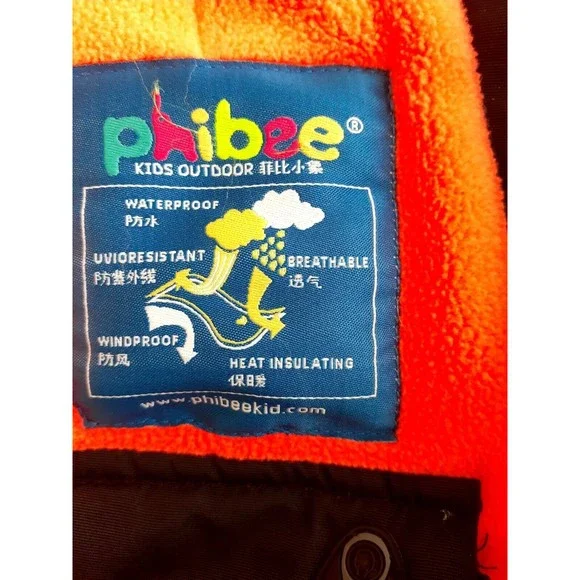 phibee®
KIDS OUTDOOR 菲比小象
WATERPROOF
防水
UVIORESISTANT
防紫外线
BREATHABLE
透气
WINDPROOF
防风
HEAT INSULATING
保暖
www.phibeekid.com